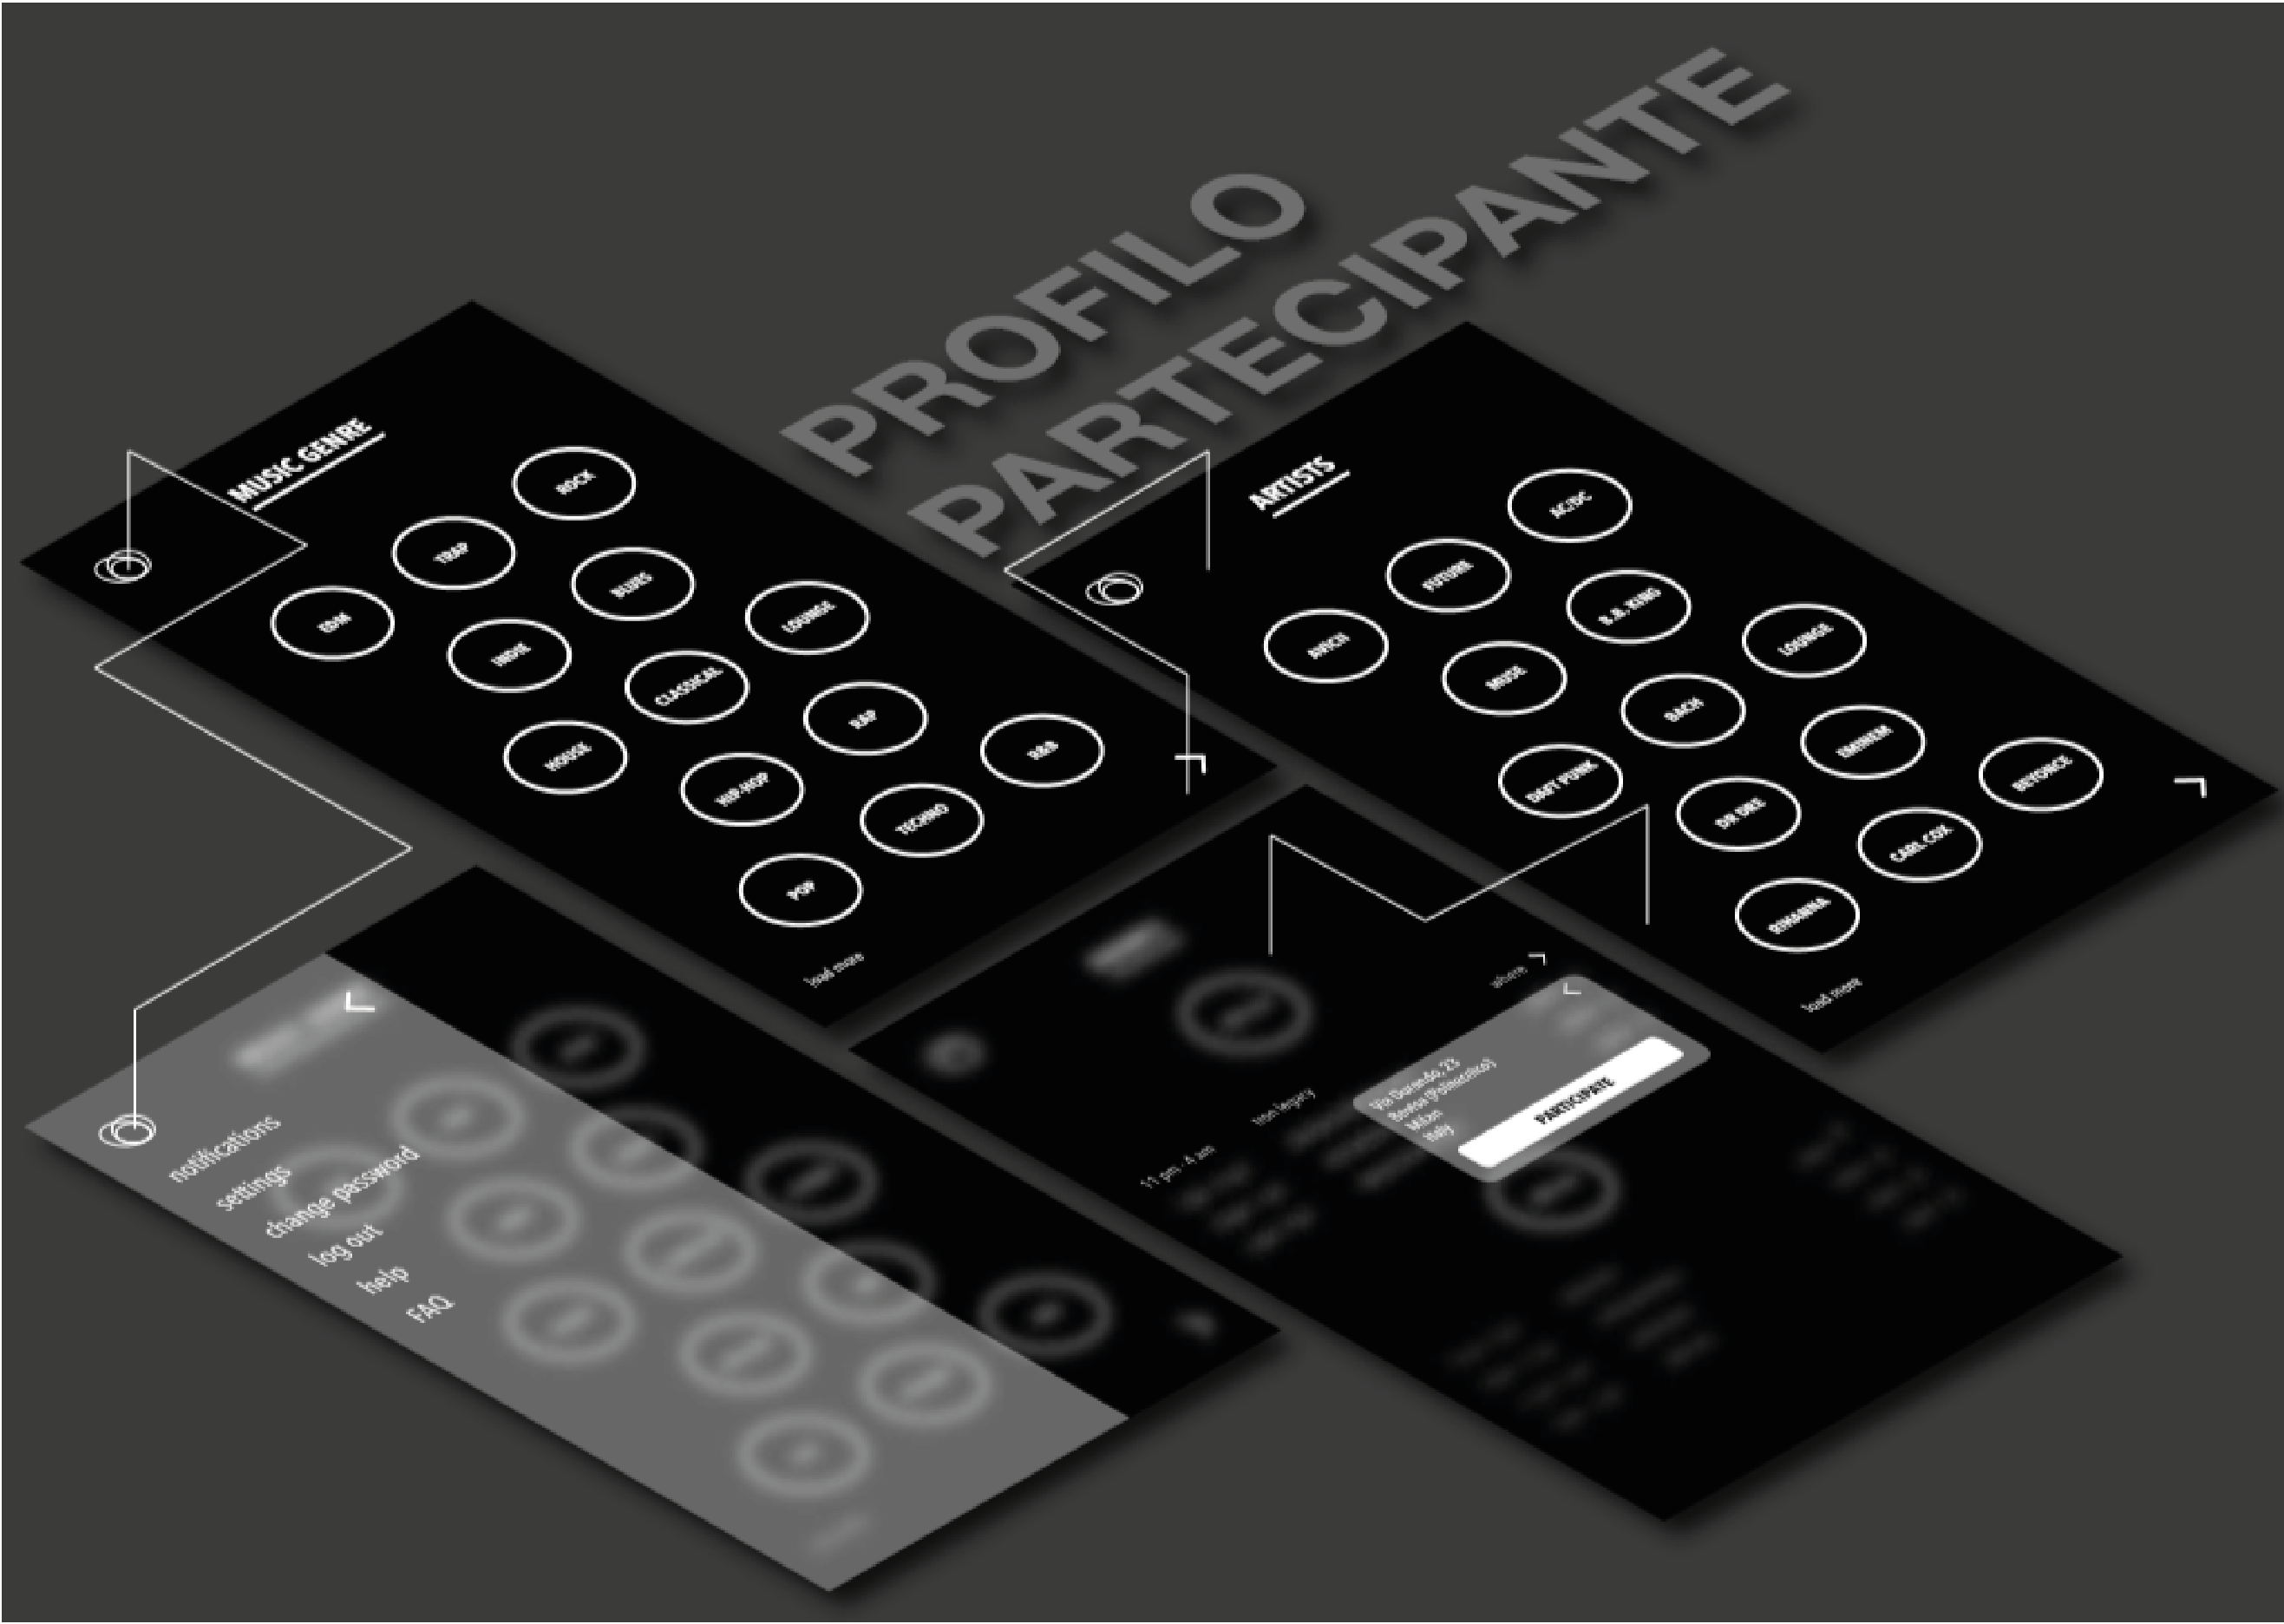 PROFILO
PARTECIPANTE
MUSIC GENRE
ROCK
TRAP
EDM
BLUES
INDIE
LOUNGE
CLASSICAL
HOUSE
RAP
HIP-HOP
R&B
TECHNO
POP
load more
ARTISTS
AC/DC
FUTURE
AVICII
B.B. KING
MUSE
LOUNGE
BACH
DAFT PUNK
EMINEM
DR DRE
BEYONCE
CARL COX
RIHANNA
load more
notifications
settings
change password
log out
help
FAQ
where
iron legacy
11 pm - 4 am
Via Durando, 23
Bovisa (Politecnico)
Milan
Italy
PARTICIPATE